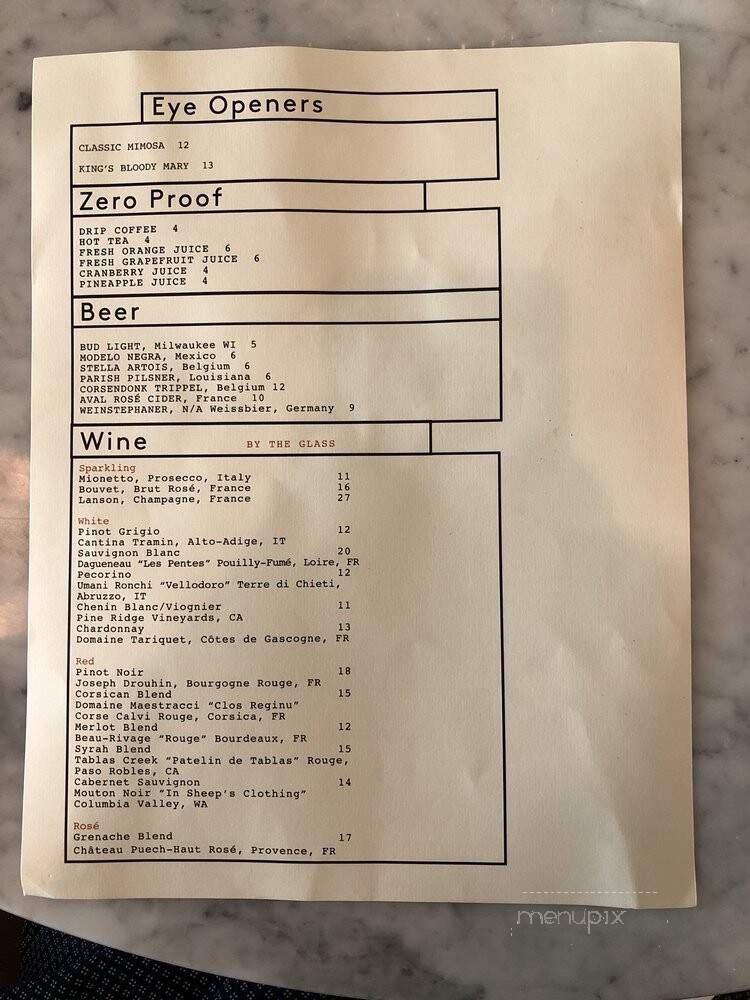 Eye Openers
CLASSIC MIMOSA 12
KING'S BLOODY MARY 13
Zero Proof
DRIP COFFEE 4
HOT TEA 4
FRESH ORANGE JUICE 6
FRESH GRAPEFRUIT JUICE 6
CRANBERRY JUICE 4
PINEAPPLE JUICE 4
Beer
BUD LIGHT, Milwaukee WI 5
MODELO NEGRA, Mexico 6
STELLA ARTOIS, Belgium 6
PARISH PILSNER, Louisiana 6
CORSENDONK TRIPPEL, Belgium 12
AVAL ROSÉ CIDER, France 10
WEINSTEPHANER, N/A Weissbier, Germany 9
Wine BY THE GLASS
Sparkling
Mionetto, Prosecco, Italy 11
Bouvet, Brut Rosé, France 16
Lanson, Champagne, France 27
White
Pinot Grigio 12
Cantina Tramin, Alto-Adige, IT
Sauvignon Blanc 20
Dagueneau "Les Pentes" Pouilly-Fumé, Loire, FR
Pecorino 12
Umani Ronchi "Vellodoro" Terre di Chieti,
Abruzzo, IT
Chenin Blanc/Viognier 11
Pine Ridge Vineyards, CA
Chardonnay 13
Domaine Tariquet, Côtes de Gascogne, FR
Red
Pinot Noir 18
Joseph Drouhin, Bourgogne Rouge, FR
Corsican Blend 15
Domaine Maestracci "Clos Reginu"
Corse Calvi Rouge, Corsica, FR
Merlot Blend 12
Beau-Rivage "Rouge" Bourdeaux, FR
Syrah Blend 15
Tablas Creek "Patelin de Tablas" Rouge,
Paso Robles, CA
Cabernet Sauvignon 14
Mouton Noir "In Sheep's Clothing"
Columbia Valley, WA
Rosé
Grenache Blend 17
Château Puech-Haut Rosé, Provence, FR
menupix